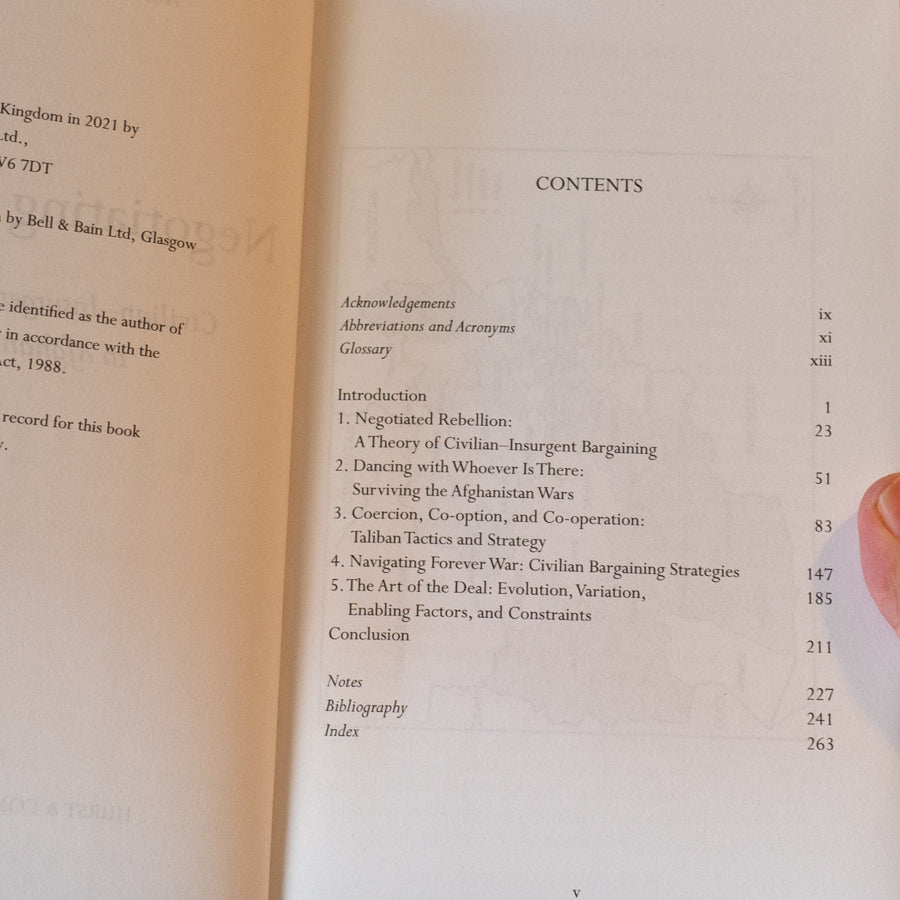 Kingdom in 2021 by
Ltd.,
W6 7DT
by Bell & Bain Ltd, Glasgow
identified as the author of
in accordance with the
Act, 1988.
record for this book
CONTENTS
Acknowledgements ix
Abbreviations and Acronyms xi
Glossary xiii
Introduction 1
1. Negotiated Rebellion:
A Theory of Civilian–Insurgent Bargaining 23
2. Dancing with Whoever Is There:
Surviving the Afghanistan Wars 51
3. Coercion, Co-option, and Co-operation:
Taliban Tactics and Strategy 83
4. Navigating Forever War: Civilian Bargaining Strategies 147
5. The Art of the Deal: Evolution, Variation,
Enabling Factors, and Constraints 185
Conclusion 211
Notes 227
Bibliography 241
Index 263
v